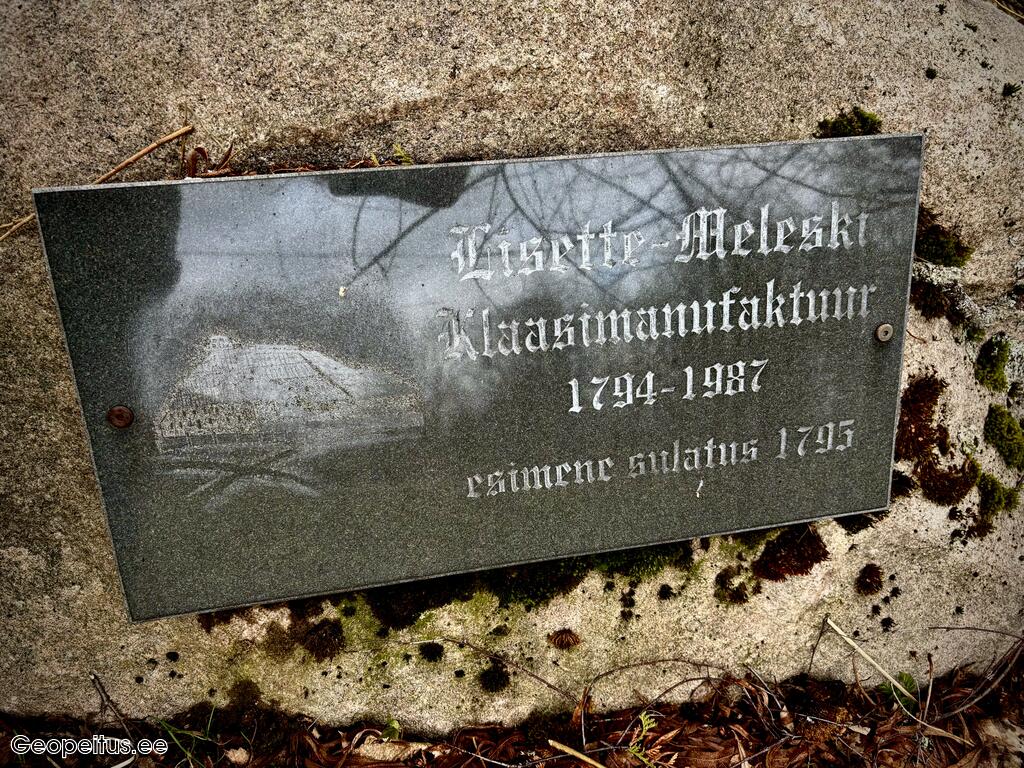 Lisette-Meleski
Klaasimanufaktuur
1794-1987
esimene sulatus 1795
Geopeitus.ee